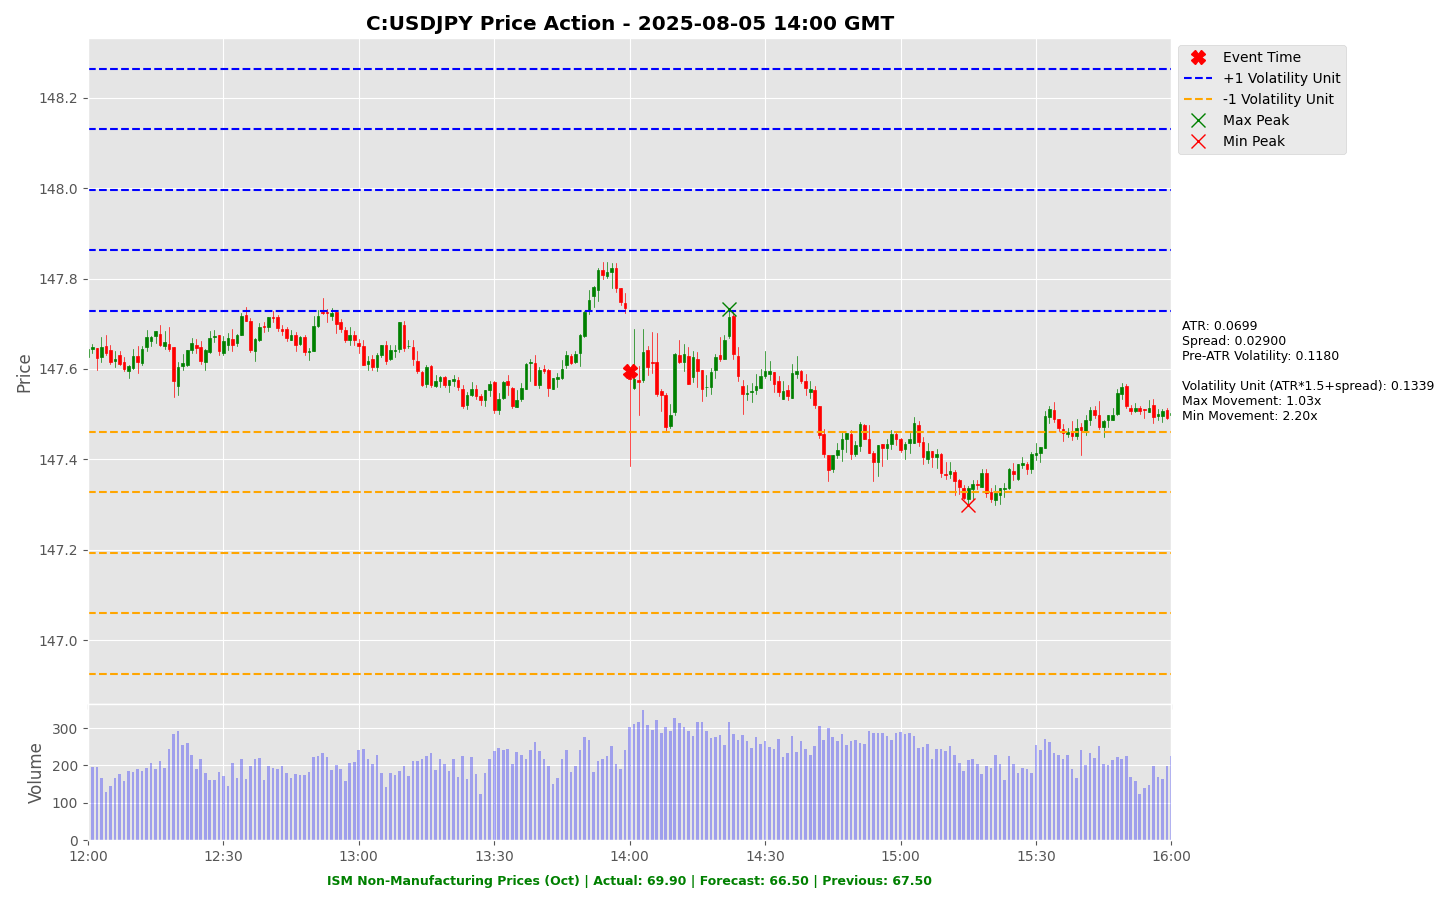 C:USDJPY Price Action - 2025-08-05 14:00 GMT
Event Time
+1 Volatility Unit
-1 Volatility Unit
Max Peak
Min Peak
Price
148.2
148.0
147.8
147.6
147.4
147.2
147.0
ATR: 0.0699
Spread: 0.02900
Pre-ATR Volatility: 0.1180
Volatility Unit (ATR*1.5+spread): 0.1339
Max Movement: 1.03x
Min Movement: 2.20x
Volume
300
200
100
0
12:00 12:30 13:00 13:30 14:00 14:30 15:00 15:30 16:00
ISM Non-Manufacturing Prices (Oct) | Actual: 69.90 | Forecast: 66.50 | Previous: 67.50